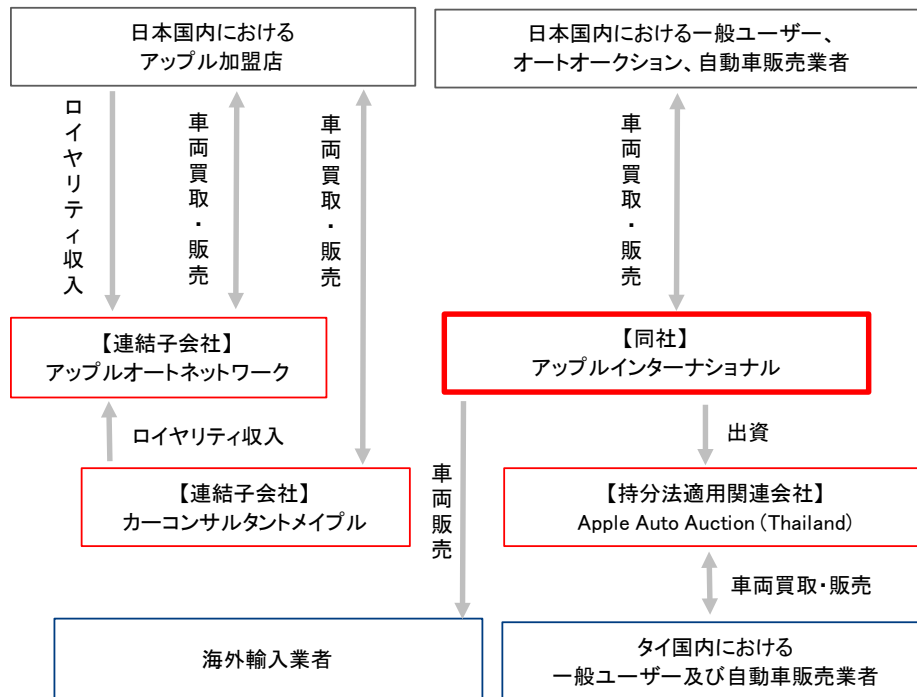 日本国内における
アップル加盟店
日本国内における一般ユーザー、
オートオークション、自動車販売業者
ロイヤリティ収入
車両買取・販売
車両買取・販売
車両買取・販売
【連結子会社】
アップルオートネットワーク
【同社】
アップルインターナショナル
ロイヤリティ収入
出資
【連結子会社】
カーコンサルタントメイプル
車両販売
【持分法適用関連会社】
Apple Auto Auction (Thailand)
車両買取・販売
海外輸入業者
タイ国内における
一般ユーザー及び自動車販売業者